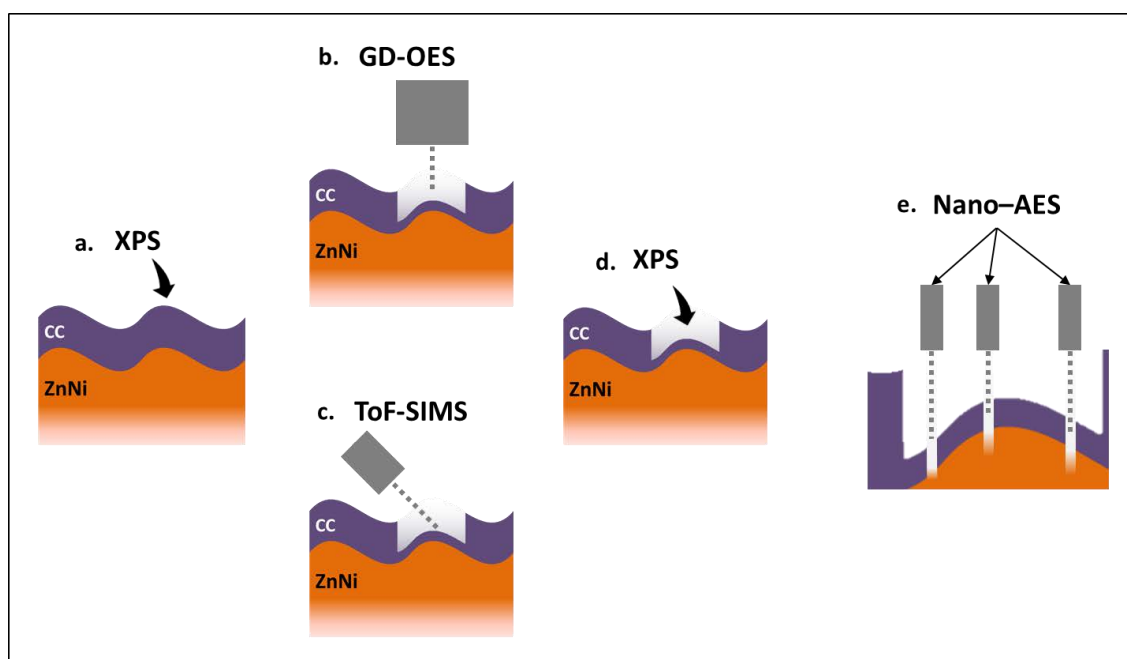 a. XPS
CC
ZnNi
b. GD-OES
CC
ZnNi
c. ToF-SIMS
CC
ZnNi
d. XPS
CC
ZnNi
e. Nano–AES